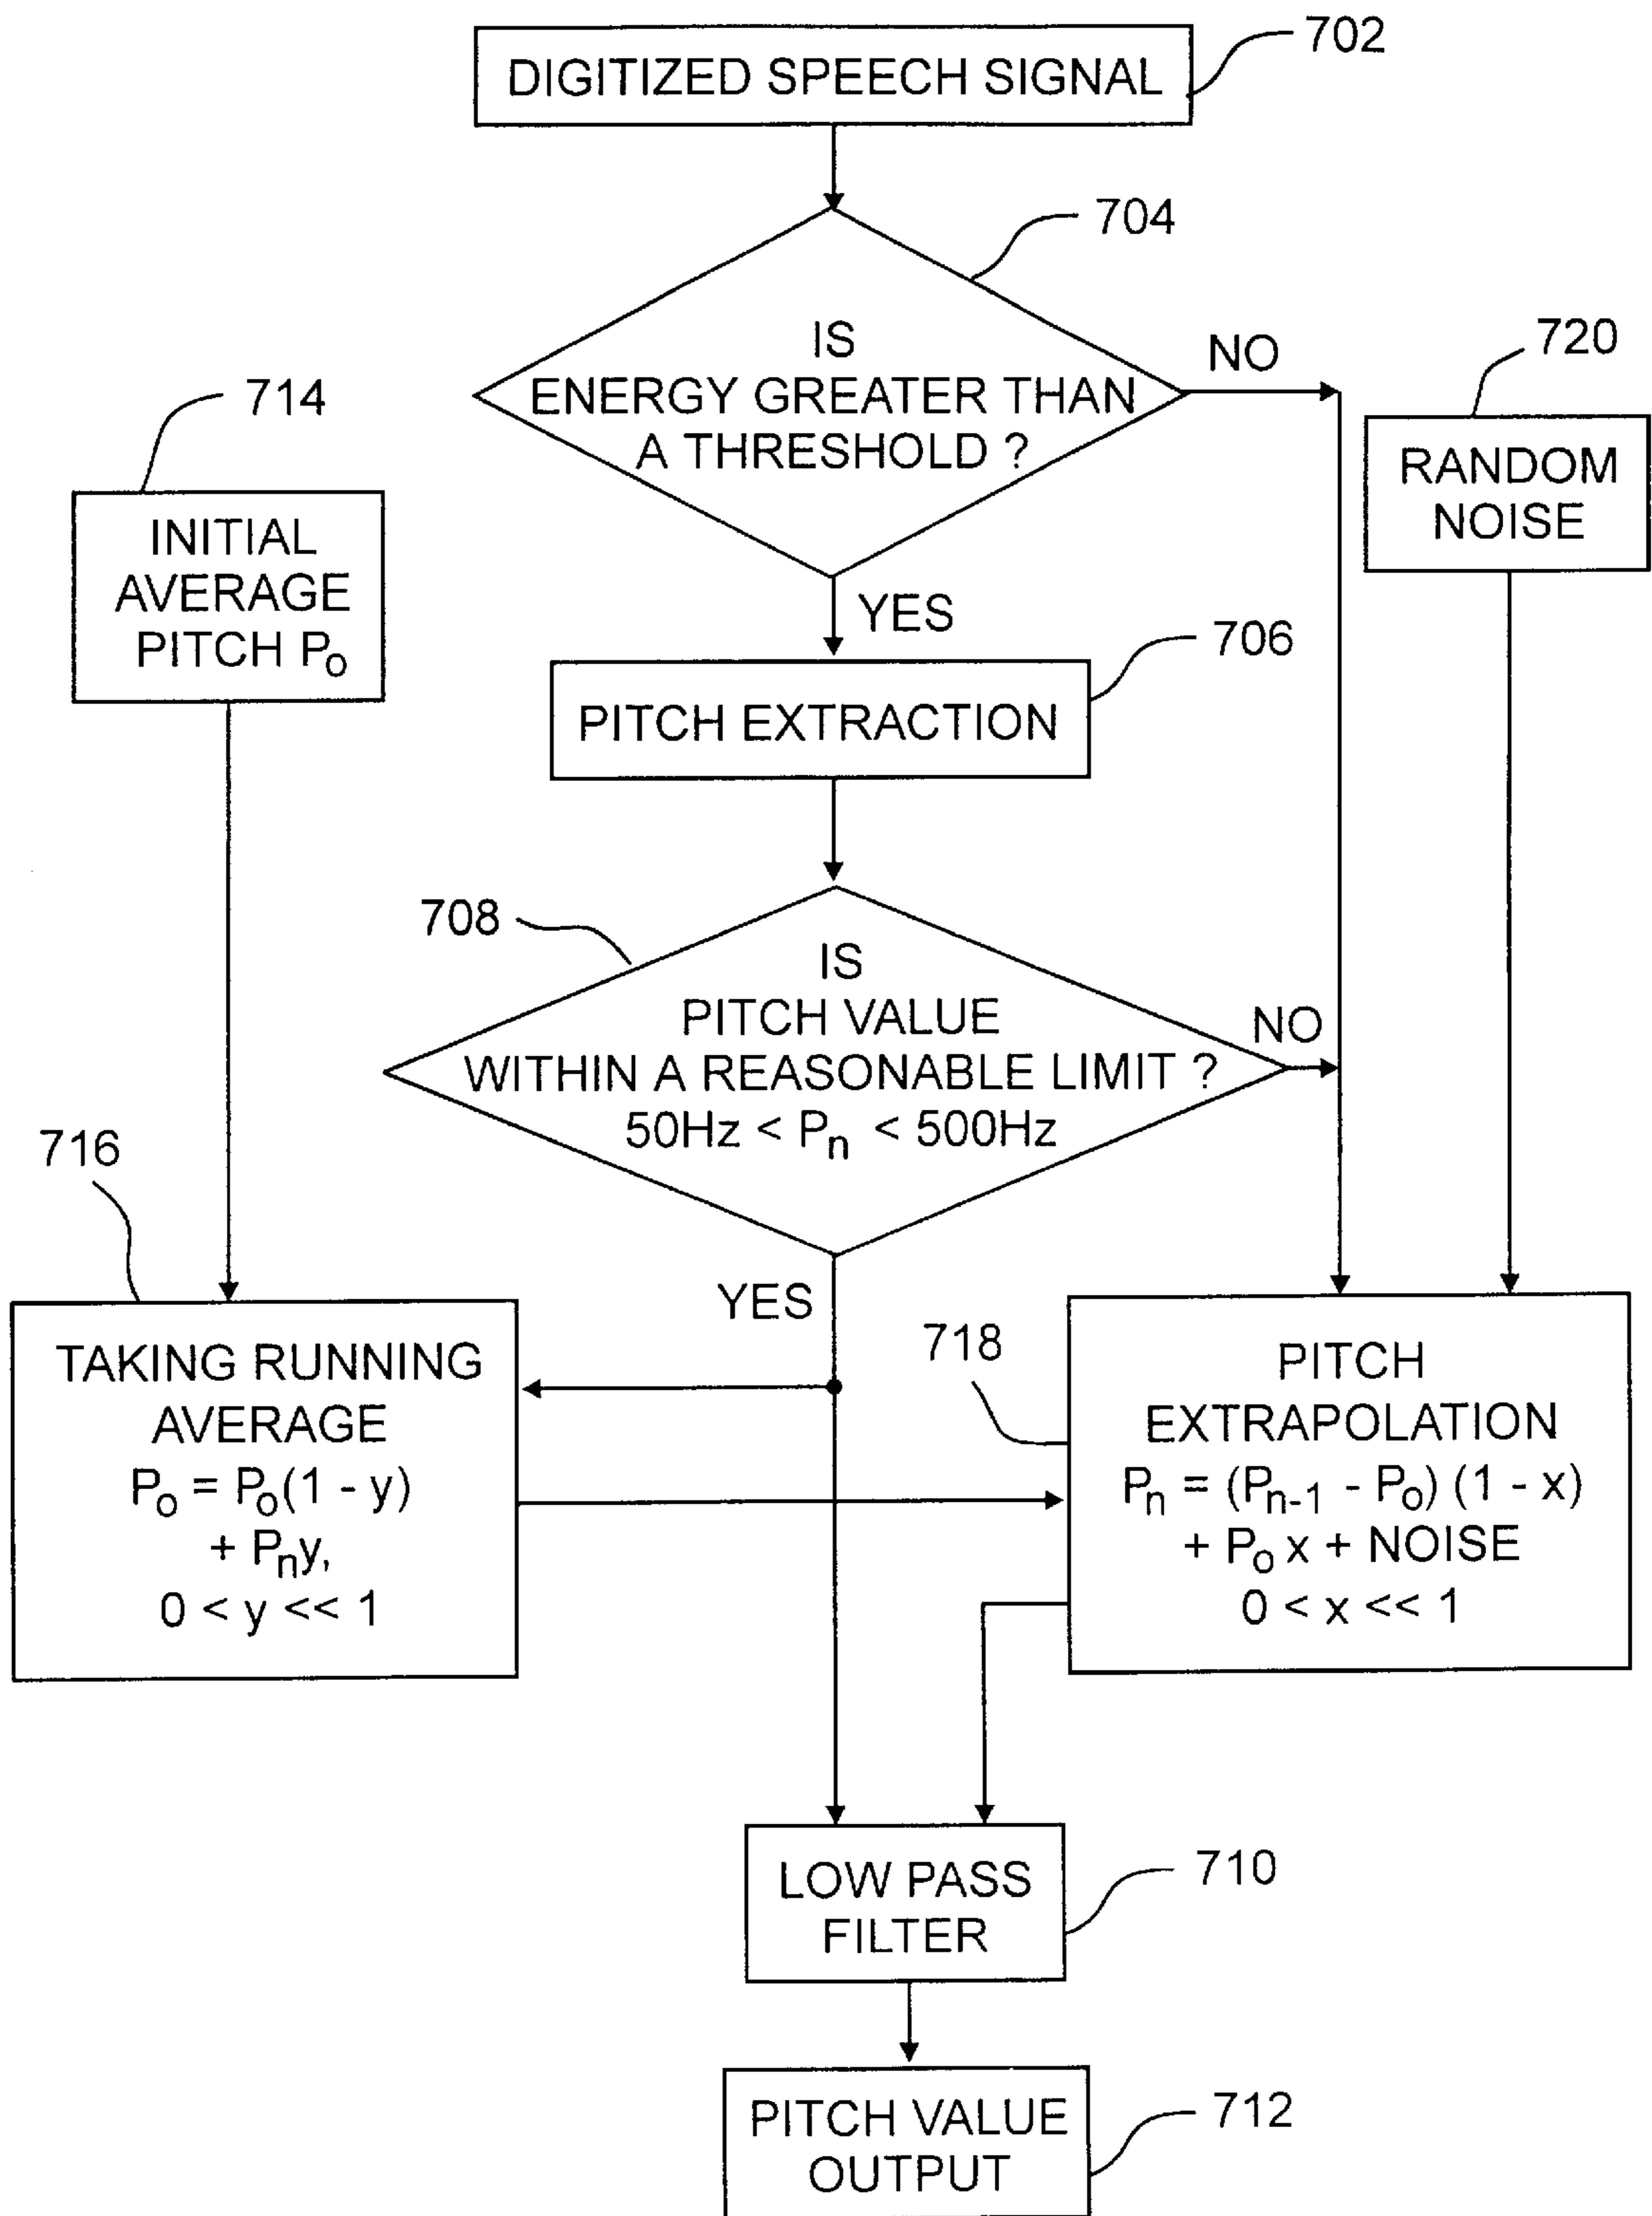 702
DIGITIZED SPEECH SIGNAL
704
IS
ENERGY GREATER THAN
A THRESHOLD ?
NO
720
RANDOM
NOISE
714
INITIAL
AVERAGE
PITCH Po
YES
706
PITCH EXTRACTION
708
IS
PITCH VALUE
WITHIN A REASONABLE LIMIT ?
50Hz < Pn < 500Hz
NO
YES
716
TAKING RUNNING
AVERAGE
Po = Po(1 - y)
+ Pny,
0 < y << 1
718
PITCH
EXTRAPOLATION
Pn = (Pn-1 - Po) (1 - x)
+ Po x + NOISE
0 < x << 1
LOW PASS
FILTER
710
PITCH VALUE
OUTPUT
712